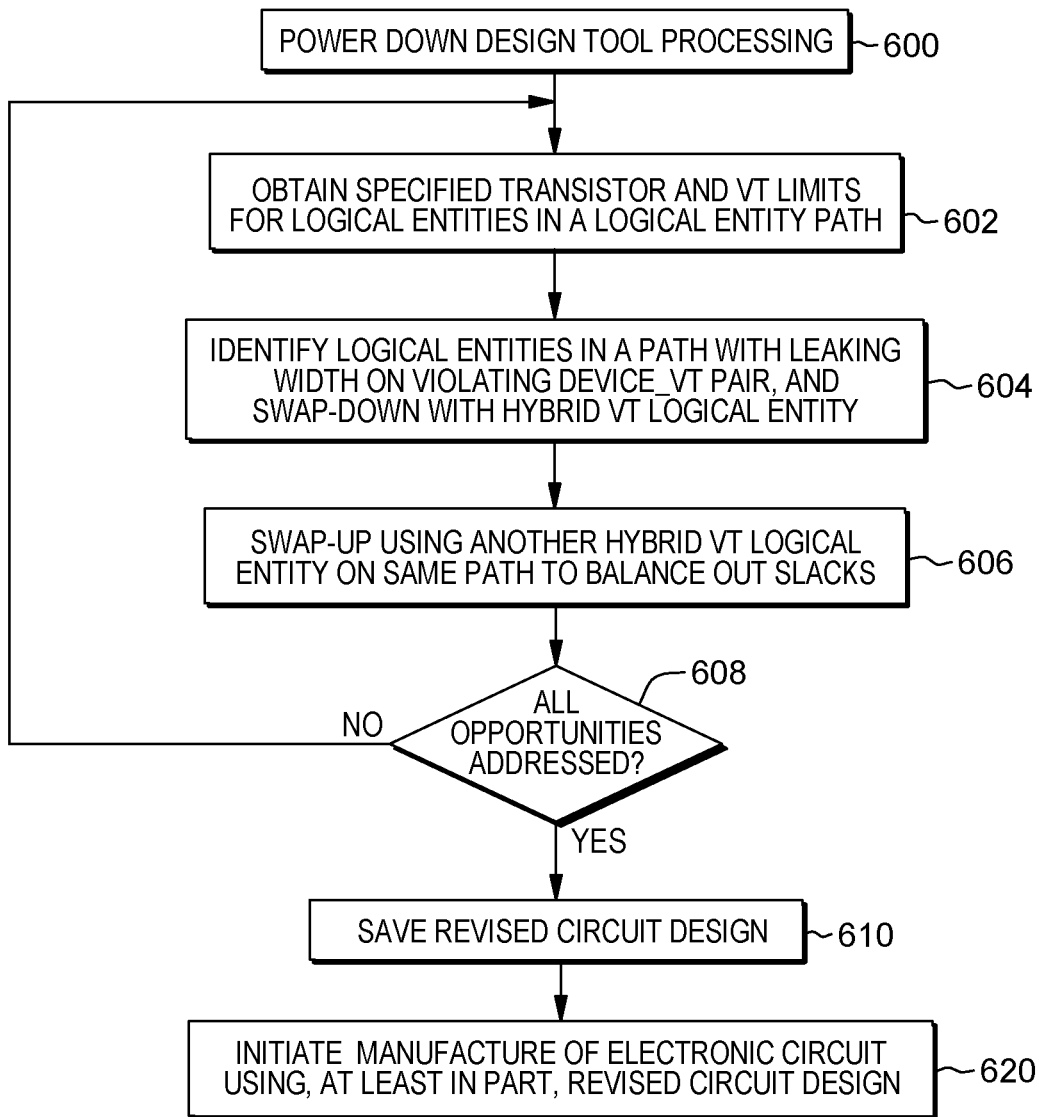 POWER DOWN DESIGN TOOL PROCESSING
600
OBTAIN SPECIFIED TRANSISTOR AND VT LIMITS
FOR LOGICAL ENTITIES IN A LOGICAL ENTITY PATH
602
IDENTIFY LOGICAL ENTITIES IN A PATH WITH LEAKING
WIDTH ON VIOLATING DEVICE_VT PAIR, AND
SWAP-DOWN WITH HYBRID VT LOGICAL ENTITY
604
SWAP-UP USING ANOTHER HYBRID VT LOGICAL
ENTITY ON SAME PATH TO BALANCE OUT SLACKS
606
608
ALL
OPPORTUNITIES
ADDRESSED?
NO
YES
SAVE REVISED CIRCUIT DESIGN
610
INITIATE MANUFACTURE OF ELECTRONIC CIRCUIT
USING, AT LEAST IN PART, REVISED CIRCUIT DESIGN
620